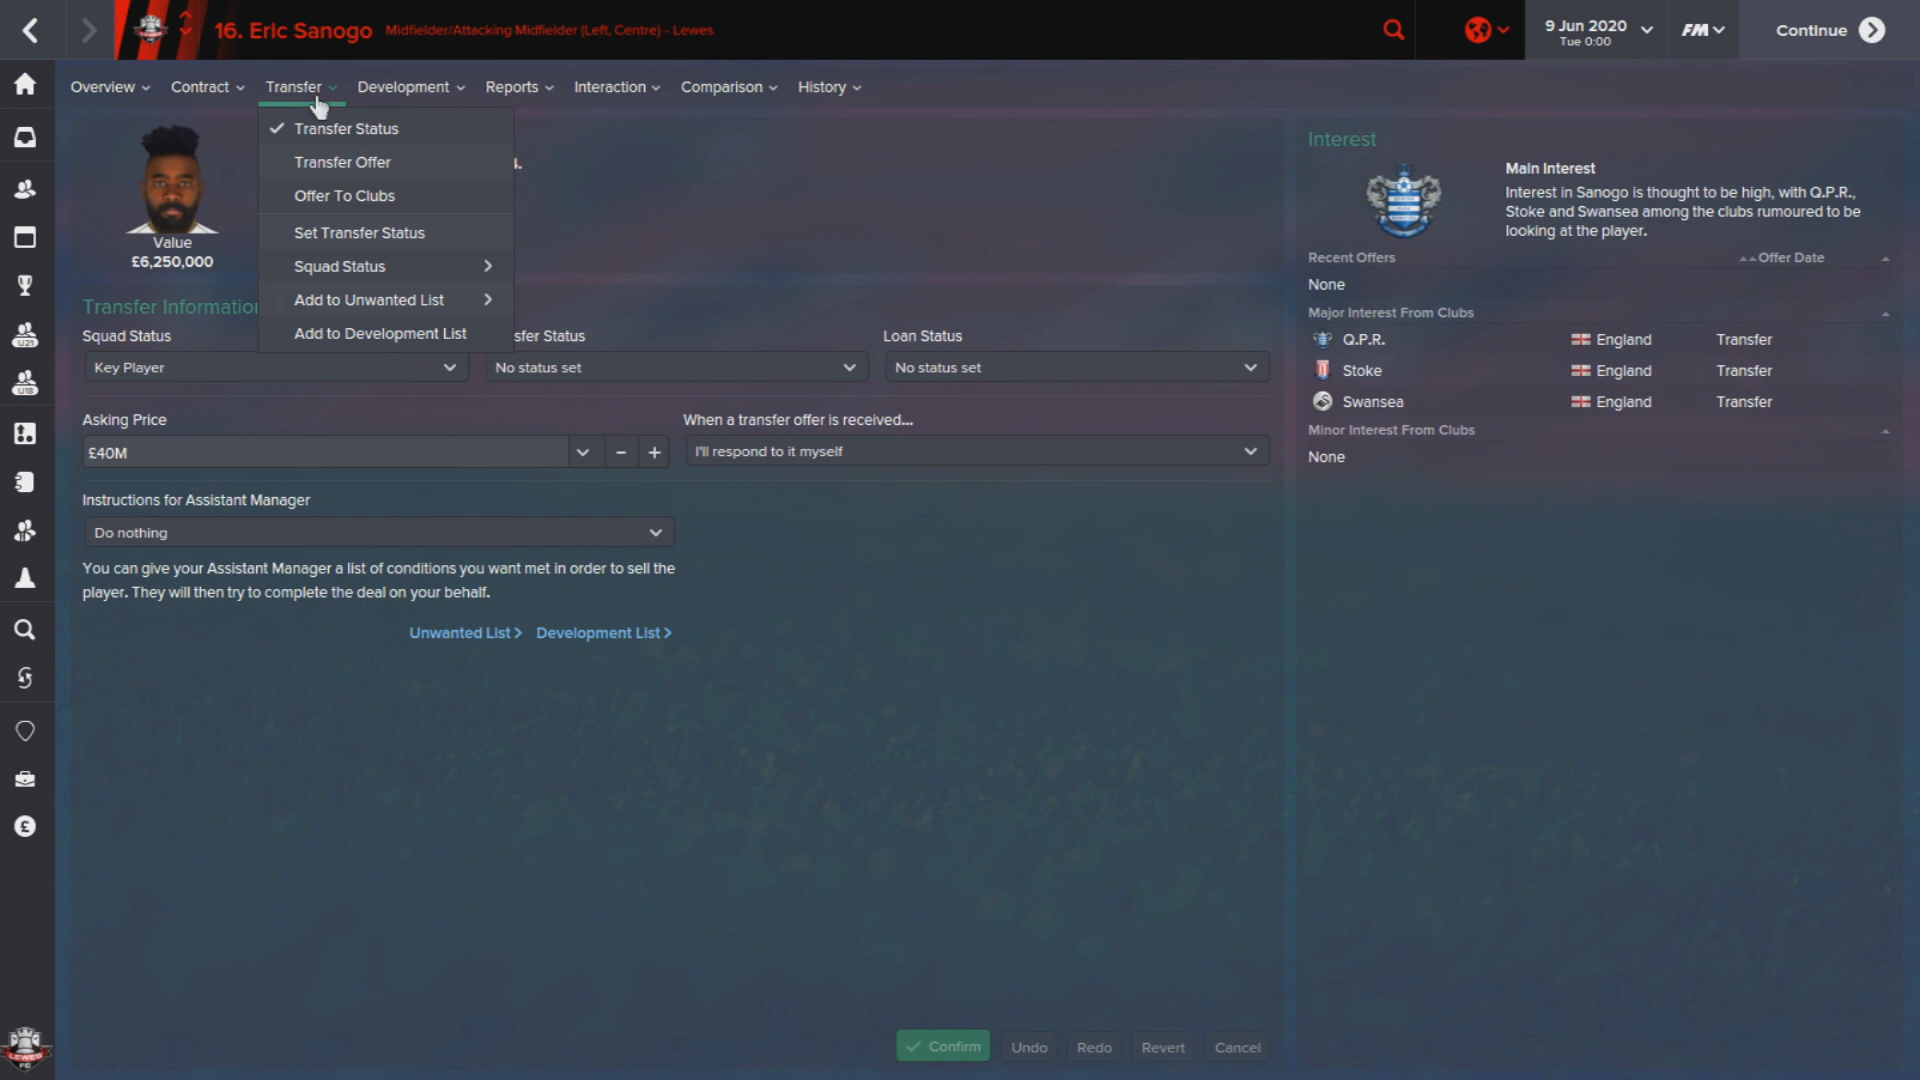 16. Eric Sanogo Midfielder/Attacking Midfielder (Left, Centre) - Lewes
9 Jun 2020
Tue 0:00
FM
Continue
Overview Contract Transfer Development Reports Interaction Comparison History
Transfer Status
Transfer Offer
Offer To Clubs
Set Transfer Status
Squad Status
Add to Unwanted List
Add to Development List
Value
£6,250,000
Transfer Information
Squad Status
sfer Status
Loan Status
Key Player
No status set
No status set
Asking Price
When a transfer offer is received...
£40M
I'll respond to it myself
Instructions for Assistant Manager
Do nothing
You can give your Assistant Manager a list of conditions you want met in order to sell the
player. They will then try to complete the deal on your behalf.
Unwanted List > Development List >
Confirm Undo Redo Revert Cancel
Interest
Main Interest
Interest in Sanogo is thought to be high, with Q.P.R.,
Stoke and Swansea among the clubs rumoured to be
looking at the player.
Recent Offers Offer Date
None
Major Interest From Clubs
Q.P.R. England Transfer
Stoke England Transfer
Swansea England Transfer
Minor Interest From Clubs
None
U21
U18
LEWES
FC